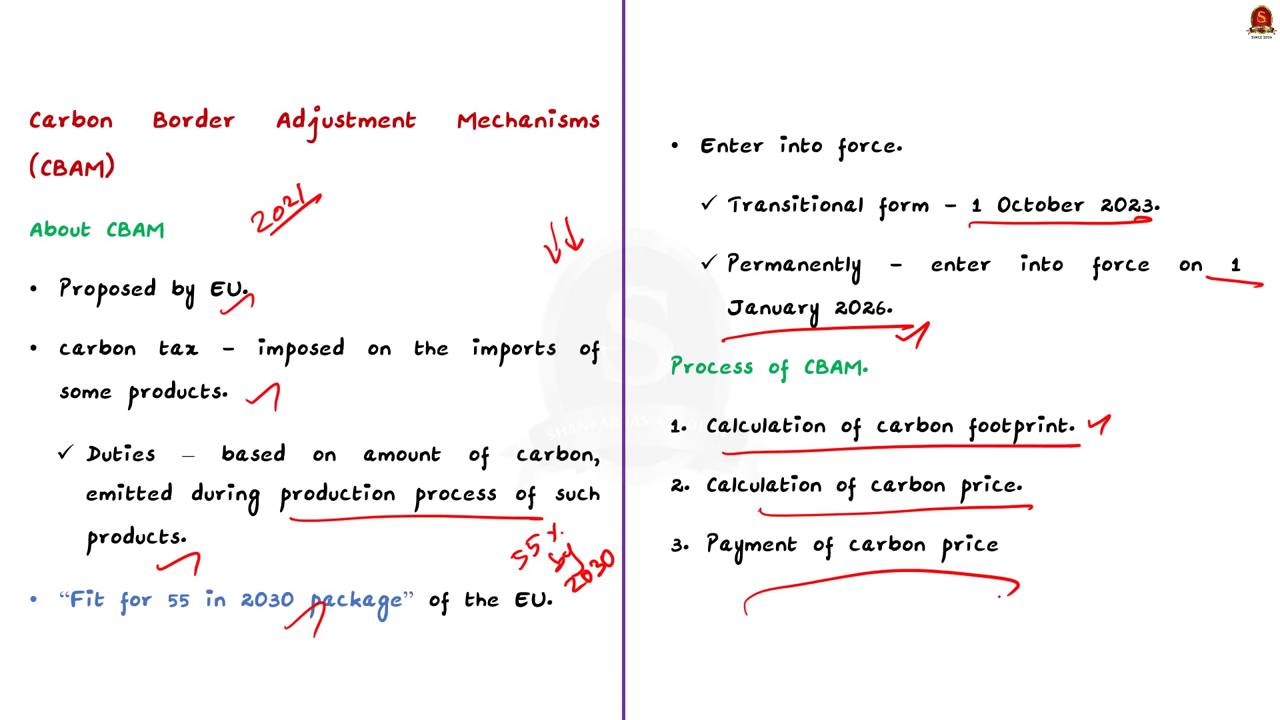 Carbon Border Adjustment Mechanisms
(CBAM)
2021
About CBAM
• Proposed by EU.
• carbon tax – imposed on the imports of
some products.
✓ Duties – based on amount of carbon,
emitted during production process of such
products.
55 %
by
2030
• “Fit for 55 in 2030 package” of the EU.
• Enter into force.
✓ Transitional form – 1 October 2023.
✓ Permanently – enter into force on 1
January 2026.
Process of CBAM.
1. Calculation of carbon footprint.
2. Calculation of carbon price.
3. Payment of carbon price